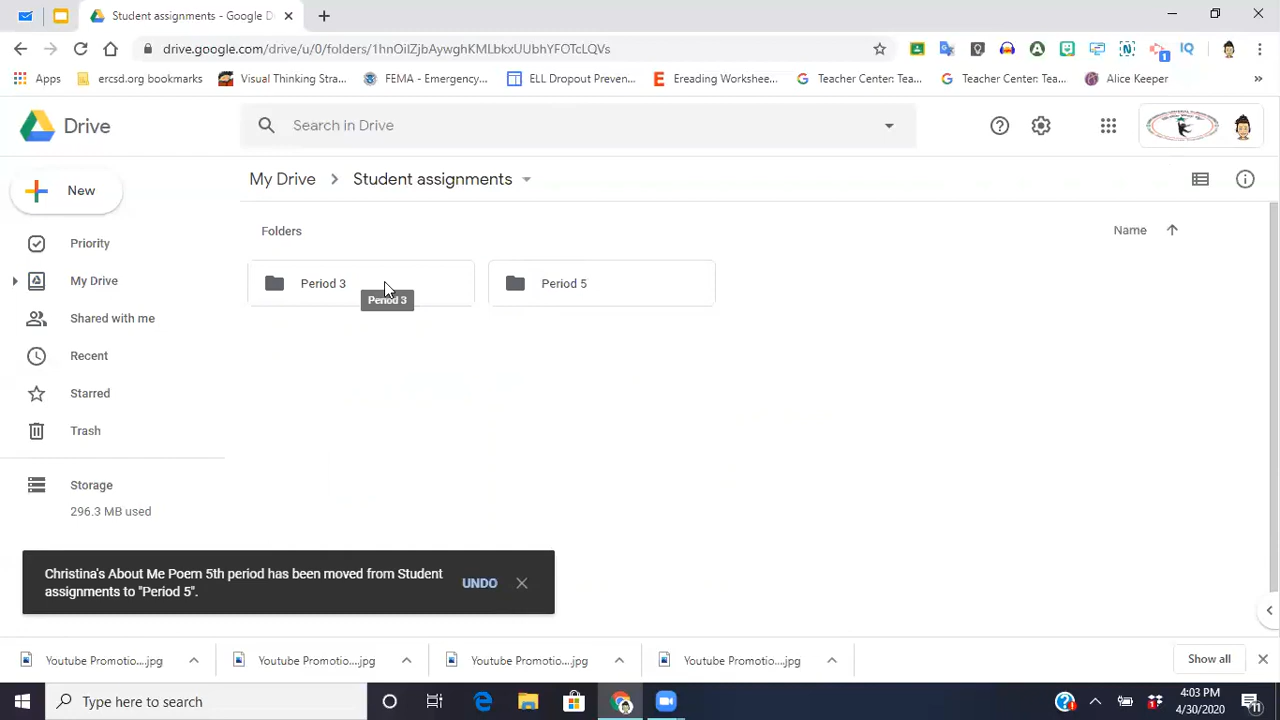 Student assignments - Google D
drive.google.com/drive/u/0/folders/1hnOiIZjbAywghKMLbkxUUbhYFOTcLQVs
Apps
ercsd.org bookmarks
Visual Thinking Stra...
FEMA - Emergency...
ELL Dropout Preven...
Ereading Workshee...
Teacher Center: Tea...
Teacher Center: Tea...
Alice Keeper
»
Drive
Search in Drive
New
My Drive
Student assignments
Priority
My Drive
Shared with me
Recent
Starred
Trash
Storage
296.3 MB used
Folders
Name
Period 3
Period 5
Period 3
Christina's About Me Poem 5th period has been moved from Student
assignments to "Period 5".
UNDO
Youtube Promotio....jpg
Youtube Promotio....jpg
Youtube Promotio....jpg
Youtube Promotio....jpg
Show all
Type here to search
4:03 PM
4/30/2020